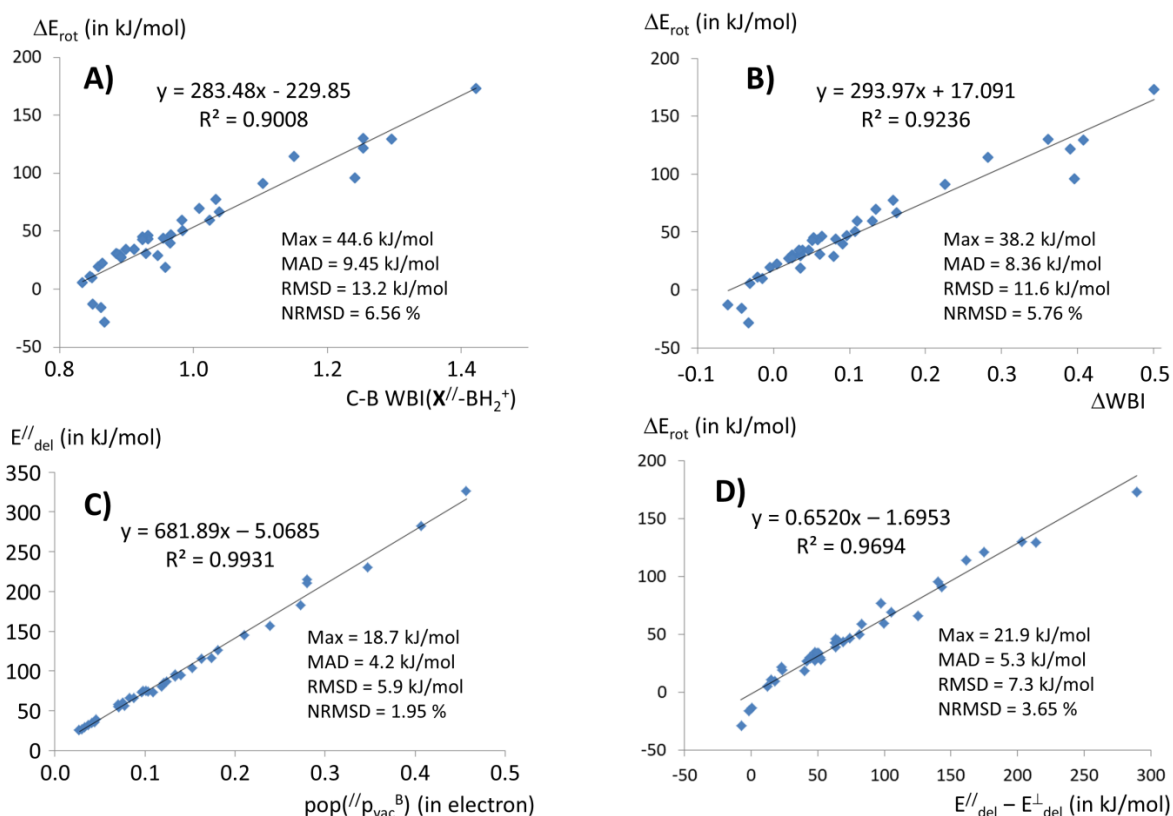 ΔE_rot (in kJ/mol)
A)
200
y = 283.48x - 229.85
R² = 0.9008
150
100
50
0
-50
Max = 44.6 kJ/mol
MAD = 9.45 kJ/mol
RMSD = 13.2 kJ/mol
NRMSD = 6.56 %
0.8 1.0 1.2 1.4
C-B WBI(X^//-BH₂⁺)
ΔE_rot (in kJ/mol)
B)
200
y = 293.97x + 17.091
R² = 0.9236
150
100
50
0
-50
Max = 38.2 kJ/mol
MAD = 8.36 kJ/mol
RMSD = 11.6 kJ/mol
NRMSD = 5.76 %
-0.1 0.0 0.1 0.2 0.3 0.4 0.5
ΔWBI
E^//_del (in kJ/mol)
C)
350
300
y = 681.89x – 5.0685
R² = 0.9931
250
200
150
100
50
0
Max = 18.7 kJ/mol
MAD = 4.2 kJ/mol
RMSD = 5.9 kJ/mol
NRMSD = 1.95 %
0.0 0.1 0.2 0.3 0.4 0.5
pop(^//p_vac^B) (in electron)
ΔE_rot (in kJ/mol)
D)
200
y = 0.6520x – 1.6953
R² = 0.9694
150
100
50
0
-50
Max = 21.9 kJ/mol
MAD = 5.3 kJ/mol
RMSD = 7.3 kJ/mol
NRMSD = 3.65 %
-50 0 50 100 150 200 250 300
E^//_del – E^⊥_del (in kJ/mol)